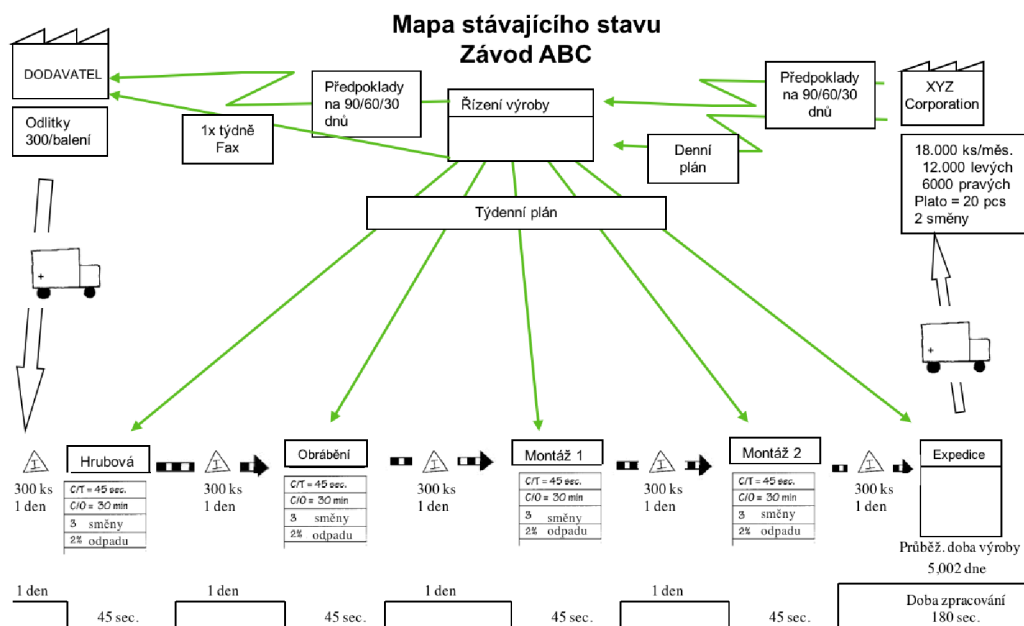 Mapa stávajícího stavu
Závod ABC
DODAVATEL
Odlitky
300/balení
1x týdně
Fax
Předpoklady
na 90/60/30
dnů
Řízení výroby
Předpoklady
na 90/60/30
dnů
Denní
plán
XYZ
Corporation
18.000 ks/měs.
12.000 levých
6000 pravých
Plato = 20 pcs
2 směny
Týdenní plán
I
300 ks
1 den
Hrubová
C/T = 45 sec.
C/O = 30 min
3 směny
2% odpadu
I
300 ks
1 den
Obrábění
C/T = 45 sec.
C/O = 30 min
3 směny
2% odpadu
I
300 ks
1 den
Montáž 1
C/T = 45 sec.
C/O = 30 min
3 směny
2% odpadu
I
300 ks
1 den
Montáž 2
C/T = 45 sec.
C/O = 30 min
3 směny
2% odpadu
I
300 ks
1 den
Expedice
Průběž. doba výroby
5,002 dne
1 den
45 sec.
1 den
45 sec.
1 den
45 sec.
1 den
45 sec.
Doba zpracování
180 sec.